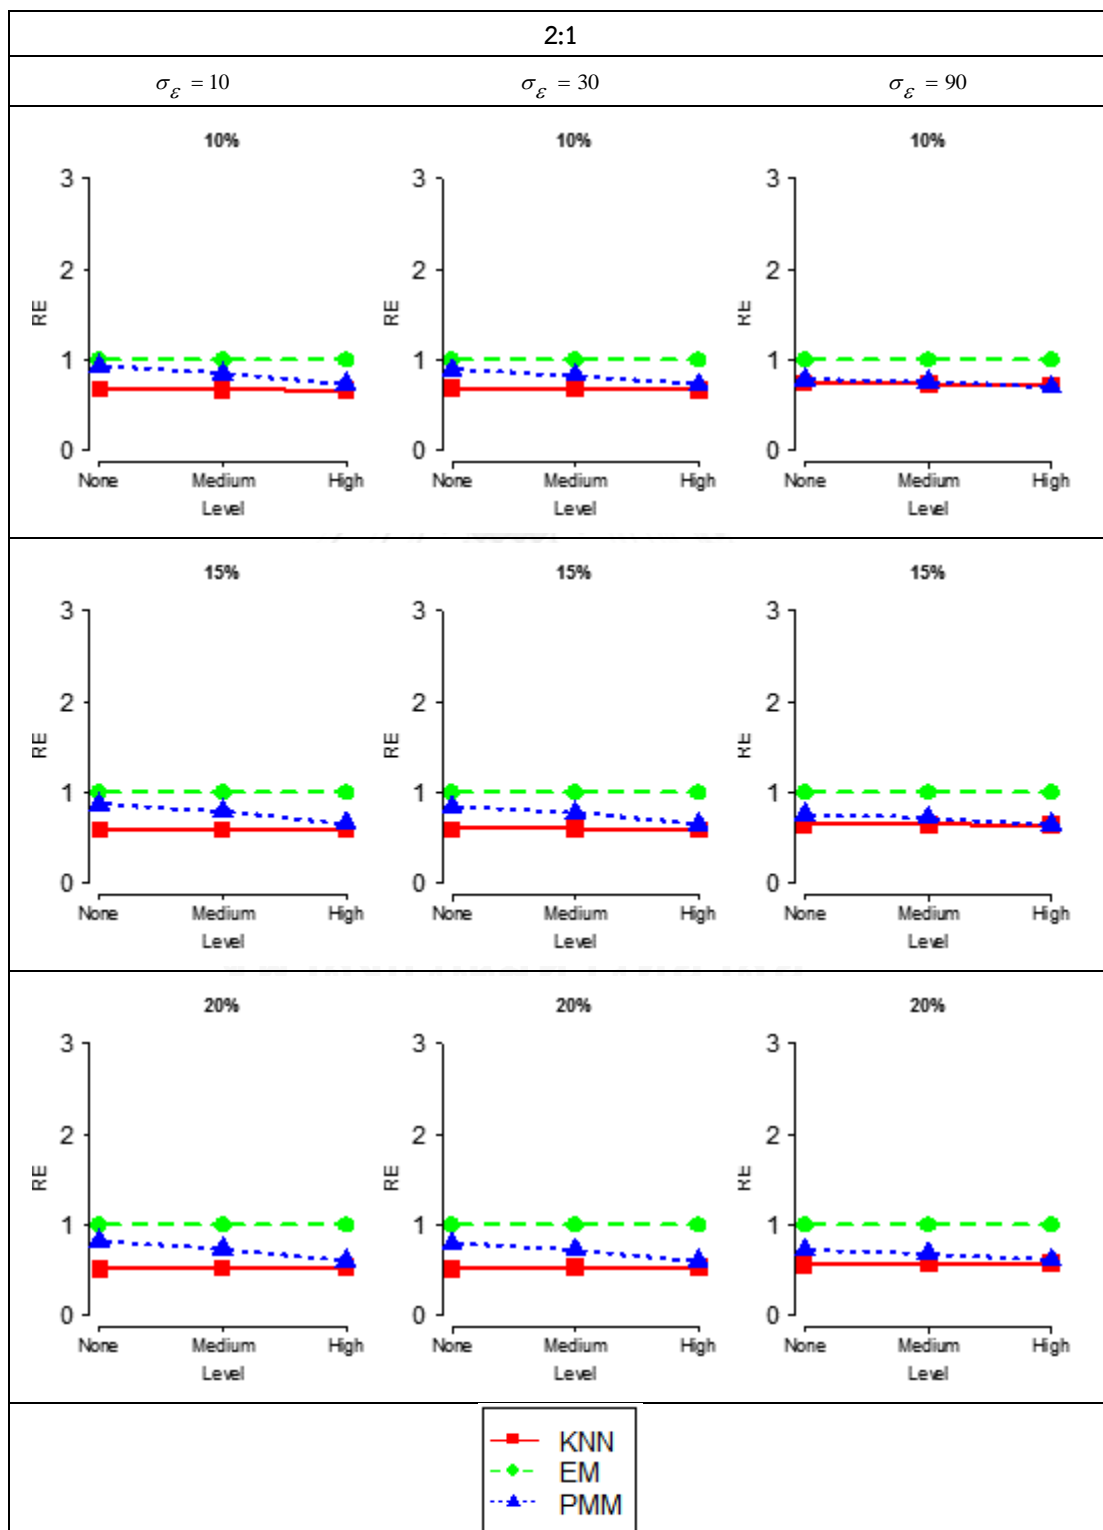 2:1
σ_ε = 10 σ_ε = 30 σ_ε = 90
10% 10% 10%
3 3 3
2 2 2
RE RE RE
1 1 1
0 0 0
None Medium High None Medium High None Medium High
Level Level Level
15% 15% 15%
3 3 3
2 2 2
RE RE RE
1 1 1
0 0 0
None Medium High None Medium High None Medium High
Level Level Level
20% 20% 20%
3 3 3
2 2 2
RE RE RE
1 1 1
0 0 0
None Medium High None Medium High None Medium High
Level Level Level
KNN
EM
PMM